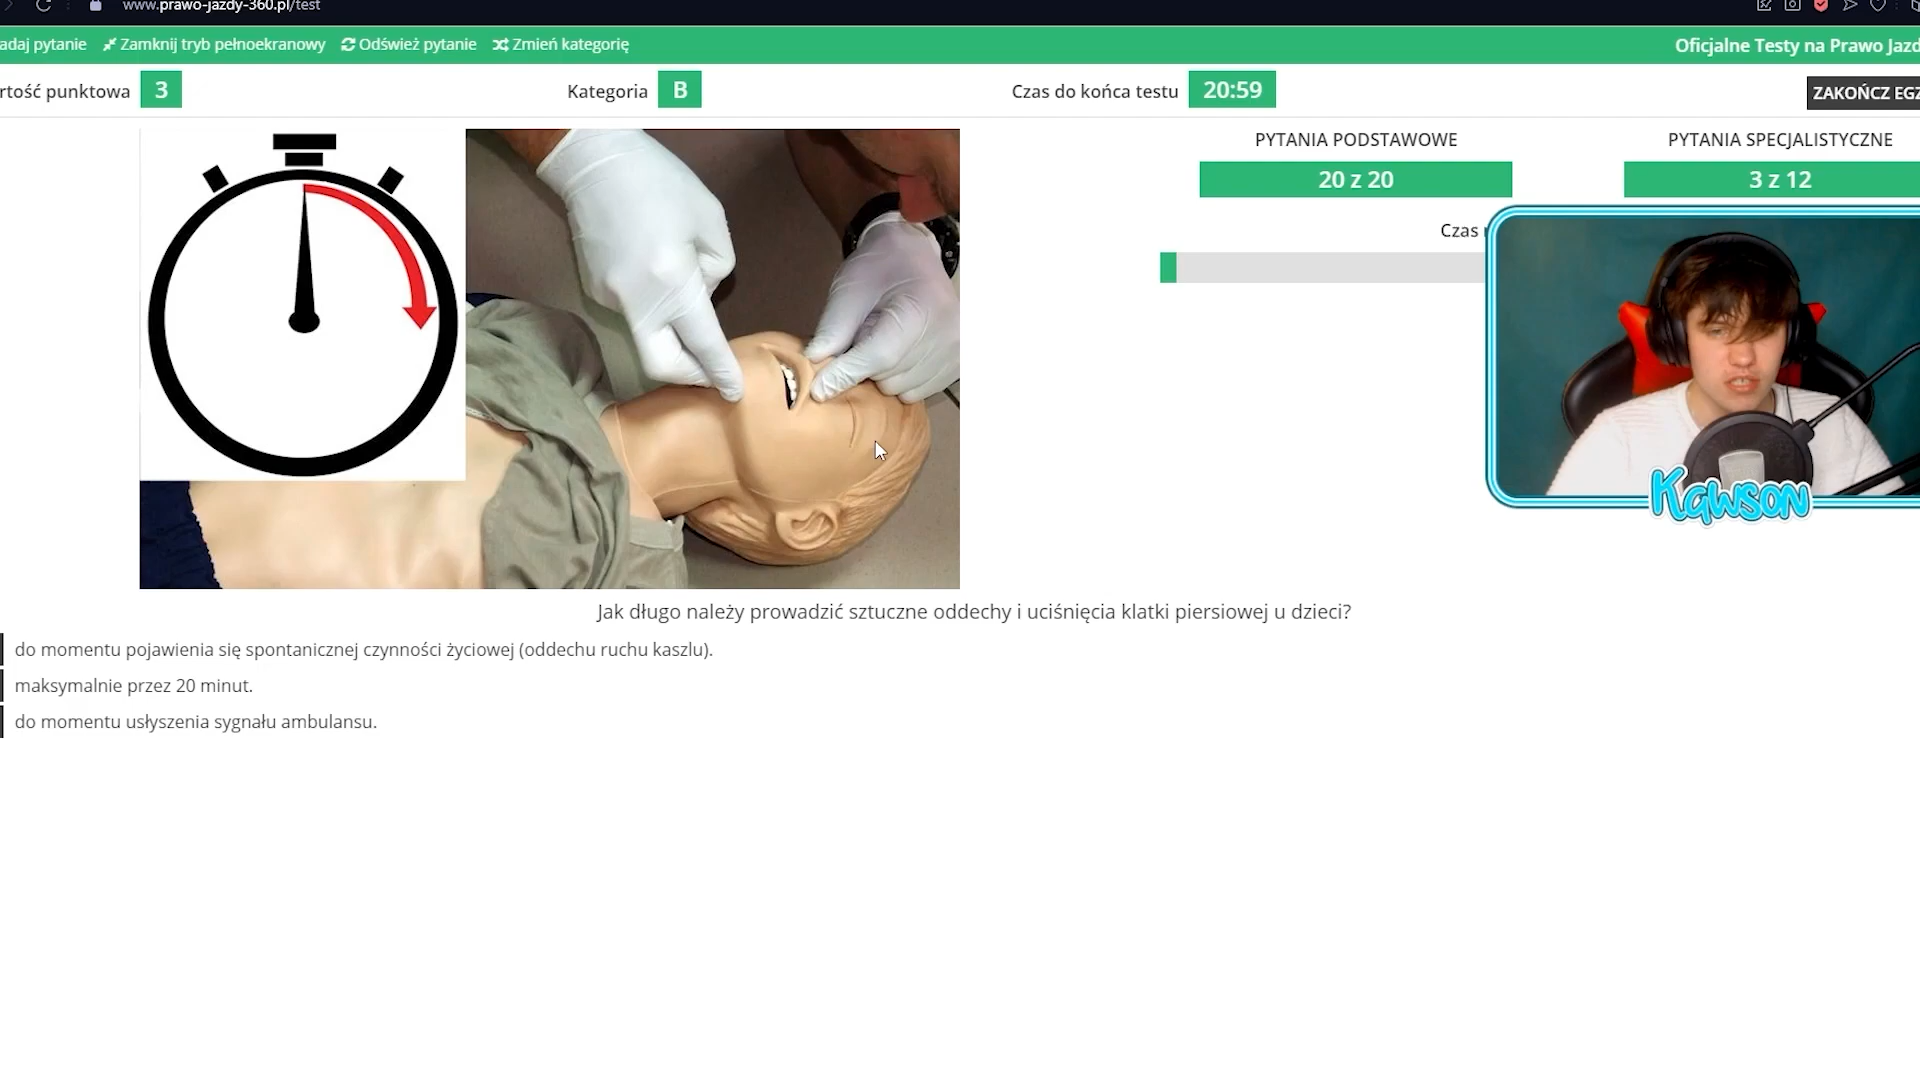 www.prawo-jazdy-360.pl/test
adaj pytanie Zamknij tryb pełnoekranowy Odśwież pytanie Zmień kategorię Oficjalne Testy na Prawo Jazd
rtość punktowa 3 Kategoria B Czas do końca testu 20:59 ZAKOŃCZ EGZ
PYTANIA PODSTAWOWE PYTANIA SPECJALISTYCZNE
20 z 20 3 z 12
Czas
Kawson
Jak długo należy prowadzić sztuczne oddechy i uciśnięcia klatki piersiowej u dzieci?
do momentu pojawienia się spontanicznej czynności życiowej (oddechu ruchu kaszlu).
maksymalnie przez 20 minut.
do momentu usłyszenia sygnału ambulansu.